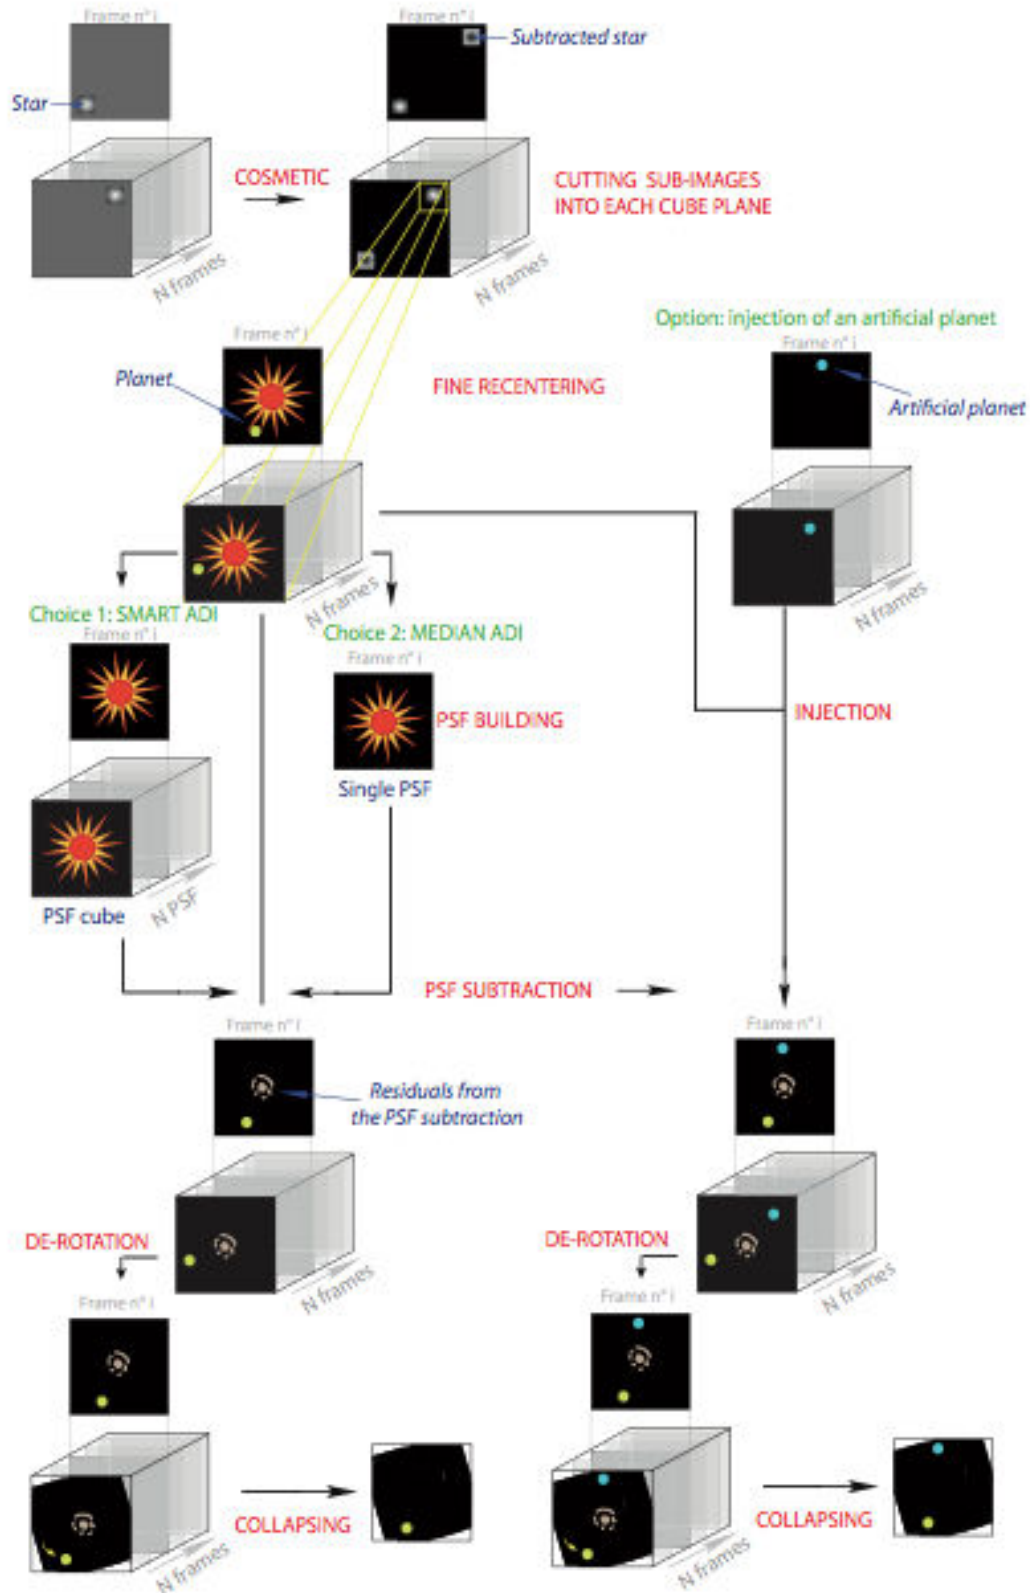 Frame n° i
Subtracted star
Star
COSMETIC
CUTTING SUB-IMAGES
INTO EACH CUBE PLANE
N frames
N frames
Option: injection of an artificial planet
Frame n° i
Frame n° i
Planet
FINE RECENTERING
Artificial planet
N frames
N frames
Choice 1: SMART ADI
Frame n° i
Choice 2: MEDIAN ADI
Frame n° i
PSF BUILDING
INJECTION
Single PSF
PSF cube
N PSF
PSF SUBTRACTION
Frame n° i
Frame n° i
Residuals from
the PSF subtraction
DE-ROTATION
DE-ROTATION
N frames
N frames
Frame n° i
Frame n° i
COLLAPSING
COLLAPSING
N frames
N frames